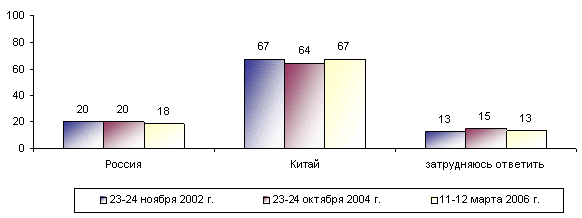 100
80
60
40
20
0
20 20 18
67 64 67
13 15 13
Россия Китай затрудняюсь ответить
23-24 ноября 2002 г. 23-24 октября 2004 г. 11-12 марта 2006 г.